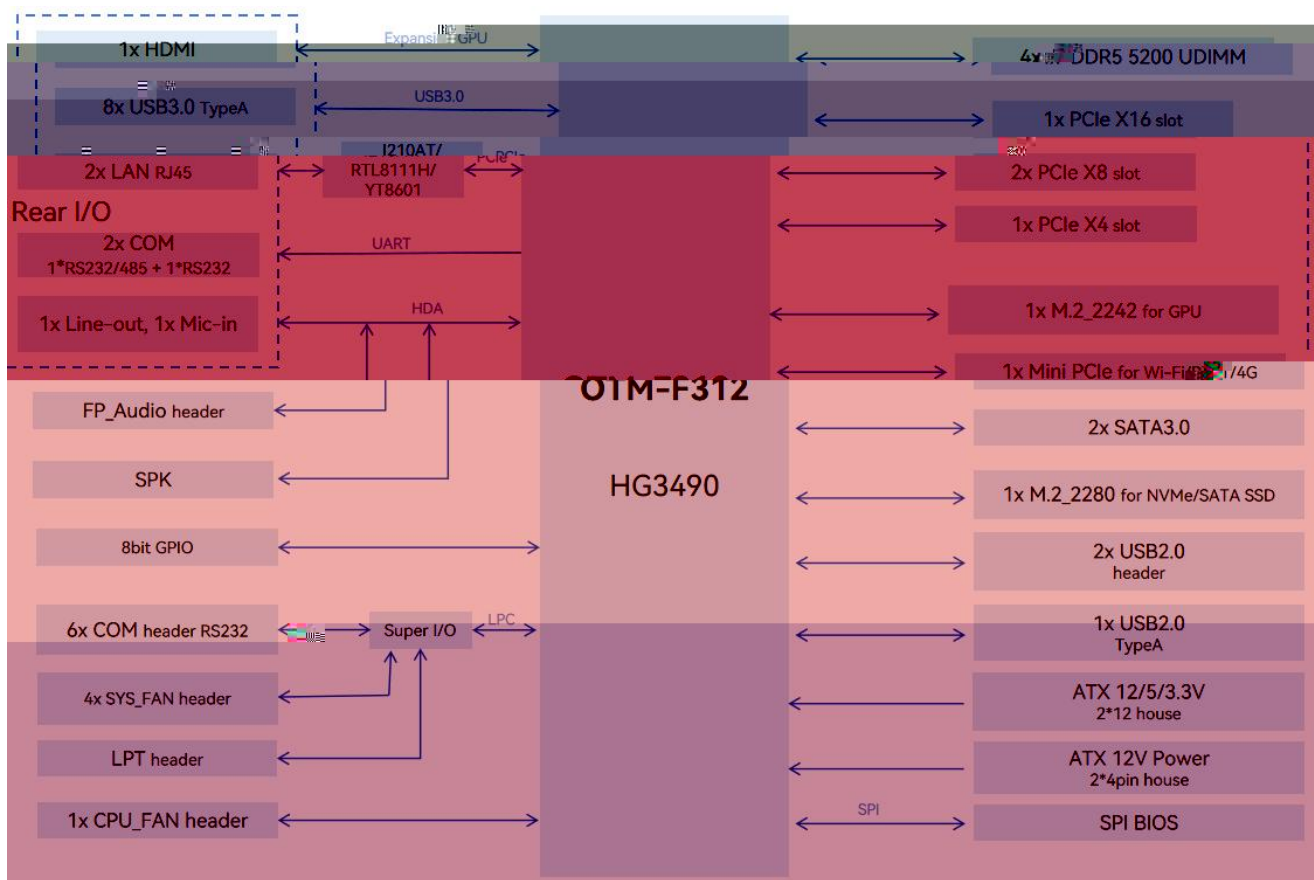 1x HDMI
GPU
4x DDR5 5200 UDIMM
8x USB3.0 TypeA
USB3.0
1x PCIe X16 slot
2x LAN RJ45
I210AT/
RTL8111H/
YT8601
2x PCIe X8 slot
Rear I/O
1x PCIe X4 slot
2x COM
1*RS232/485 + 1*RS232
UART
1x Line-out, 1x Mic-in
HDA
1x M.2_2242 for GPU
1x Mini PCIe for
FP_Audio header
2x SATA3.0
SPK
HG3490
1x M.2_2280 for NVMe/SATA SSD
8bit GPIO
2x USB2.0
header
6x COM header RS232
Super I/O
LPC
1x USB2.0
TypeA
4x SYS_FAN header
ATX 12/5/3.3V
2*12 house
LPT header
ATX 12V Power
2*4pin house
1x CPU_FAN header
SPI
SPI BIOS